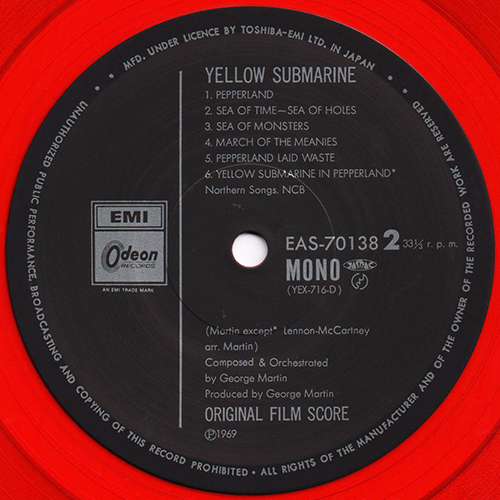 MFD. UNDER LICENCE BY TOSHIBA-EMI LTD. IN JAPAN
UNAUTHORIZED PUBLIC PERFORMANCE, BROADCASTING AND COPYING OF THIS RECORD PROHIBITED • ALL RIGHTS OF THE MANUFACTURER AND OF THE OWNER OF THE RECORDED WORK ARE RESERVED
YELLOW SUBMARINE
1. PEPPERLAND
2. SEA OF TIME~SEA OF HOLES
3. SEA OF MONSTERS
4. MARCH OF THE MEANIES
5. PEPPERLAND LAID WASTE
6. YELLOW SUBMARINE IN PEPPERLAND*
Northern Songs. NCB
EMI
Odeon
RECORDS
AN EMI TRADE MARK
EAS-70138 2 33⅓ r. p. m.
MONO
(YEX-716-D)
(Martin except* Lennon-McCartney
arr. Martin)
Composed & Orchestrated
by George Martin
Produced by George Martin
ORIGINAL FILM SCORE
℗1969